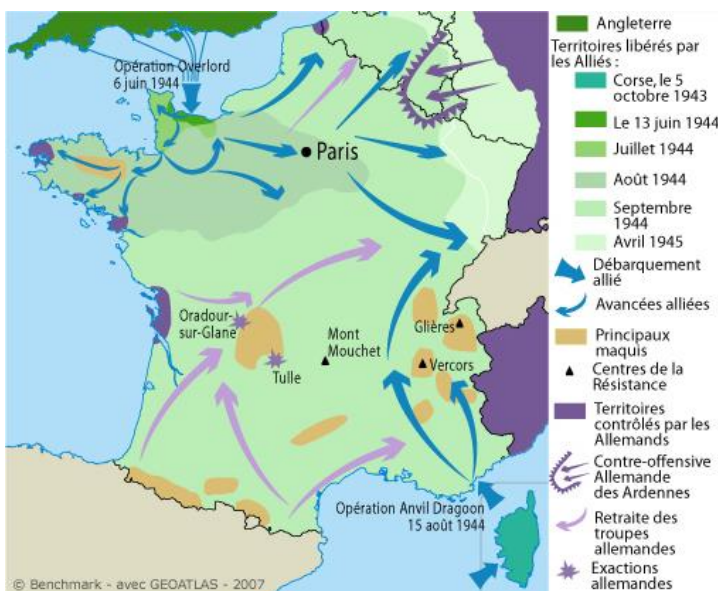 Opération Overlord
6 juin 1944
Paris
Oradour-
sur-Glane
Tulle
Mont
Mouchet
Glières
Vercors
Opération Anvil Dragoon
15 août 1944
© Benchmark - avec GEOATLAS - 2007
Angleterre
Territoires libérés par
les Alliés :
Corse, le 5
octobre 1943
Le 13 juin 1944
Juillet 1944
Août 1944
Septembre
1944
Avril 1945
Débarquement
allié
Avancées alliées
Principaux
maquis
Centres de la
Résistance
Territoires
contrôlés par les
Allemands
Contre-offensive
Allemande
des Ardennes
Retraite des
troupes
allemandes
Exactions
allemandes